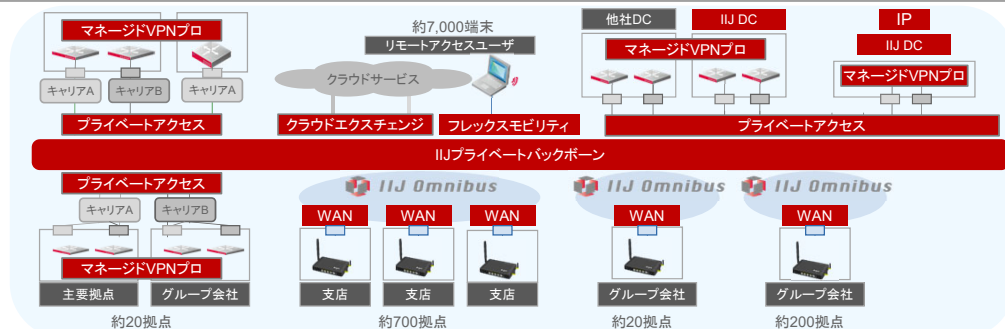 マネージドVPNプロ
キャリアA
キャリアB
キャリアA
プライベートアクセス
約7,000端末
リモートアクセスユーザ
クラウドサービス
クラウドエクスチェンジ
フレックスモビリティ
他社DC
IIJ DC
マネージドVPNプロ
IP
IIJ DC
マネージドVPNプロ
プライベートアクセス
IIJプライベートバックボーン
プライベートアクセス
キャリアA
キャリアB
マネージドVPNプロ
主要拠点
グループ会社
約20拠点
IIJ Omnibus
WAN
WAN
WAN
支店
支店
支店
約700拠点
IIJ Omnibus
WAN
グループ会社
約20拠点
IIJ Omnibus
WAN
グループ会社
約200拠点